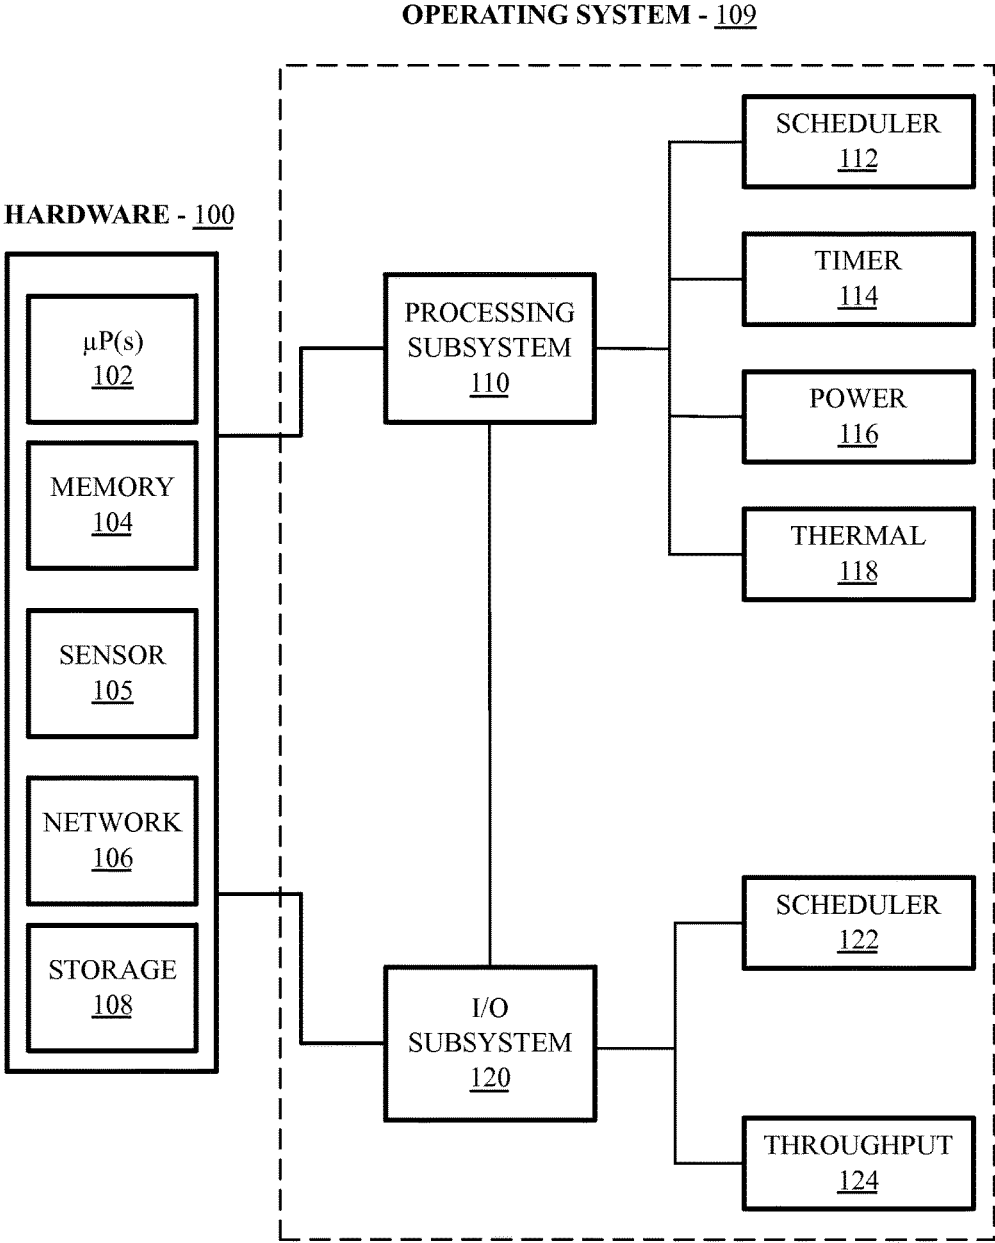 OPERATING SYSTEM - 109
HARDWARE - 100
µP(s)
102
MEMORY
104
SENSOR
105
NETWORK
106
STORAGE
108
PROCESSING
SUBSYSTEM
110
I/O
SUBSYSTEM
120
SCHEDULER
112
TIMER
114
POWER
116
THERMAL
118
SCHEDULER
122
THROUGHPUT
124